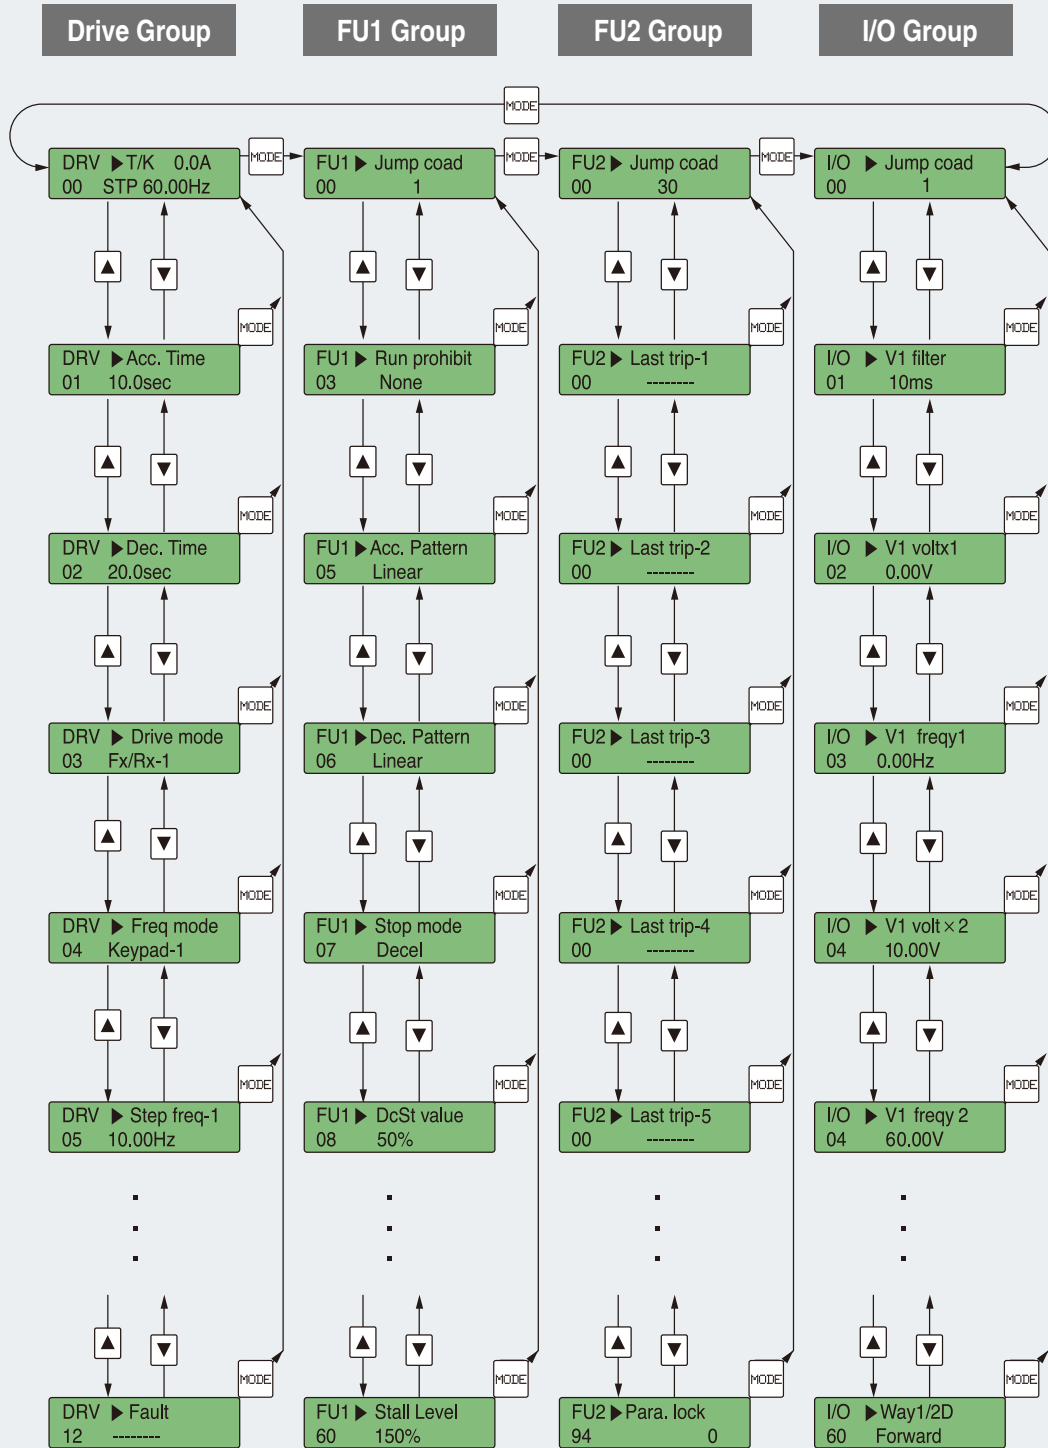 Drive Group
FU1 Group
FU2 Group
I/O Group
MODE
DRV ▶T/K 0.0A
00 STP 60.00Hz
MODE
FU1▶ Jump coad
00 1
MODE
FU2▶ Jump coad
00 30
MODE
I/O ▶ Jump coad
00 1
▲ ▼
▲ ▼
▲ ▼
▲ ▼
MODE
MODE
MODE
MODE
DRV ▶Acc. Time
01 10.0sec
FU1▶ Run prohibit
03 None
FU2▶ Last trip-1
00 --------
I/O ▶ V1 filter
01 10ms
▲ ▼
▲ ▼
▲ ▼
▲ ▼
MODE
MODE
MODE
MODE
DRV ▶Dec. Time
02 20.0sec
FU1▶Acc. Pattern
05 Linear
FU2▶ Last trip-2
00 --------
I/O ▶ V1 voltx1
02 0.00V
▲ ▼
▲ ▼
▲ ▼
▲ ▼
MODE
MODE
MODE
MODE
DRV ▶ Drive mode
03 Fx/Rx-1
FU1▶Dec. Pattern
06 Linear
FU2▶ Last trip-3
00 --------
I/O ▶ V1 freqy1
03 0.00Hz
▲ ▼
▲ ▼
▲ ▼
▲ ▼
MODE
MODE
MODE
MODE
DRV ▶ Freq mode
04 Keypad-1
FU1▶ Stop mode
07 Decel
FU2▶ Last trip-4
00 --------
I/O ▶ V1 volt×2
04 10.00V
▲ ▼
▲ ▼
▲ ▼
▲ ▼
MODE
MODE
MODE
MODE
DRV ▶ Step freq-1
05 10.00Hz
FU1▶ DcSt value
08 50%
FU2▶ Last trip-5
00 --------
I/O ▶ V1 freqy 2
04 60.00V
▲ ▼
▲ ▼
▲ ▼
▲ ▼
MODE
MODE
MODE
MODE
DRV ▶ Fault
12 --------
FU1▶ Stall Level
60 150%
FU2▶Para. lock
94 0
I/O ▶Way1/2D
60 Forward